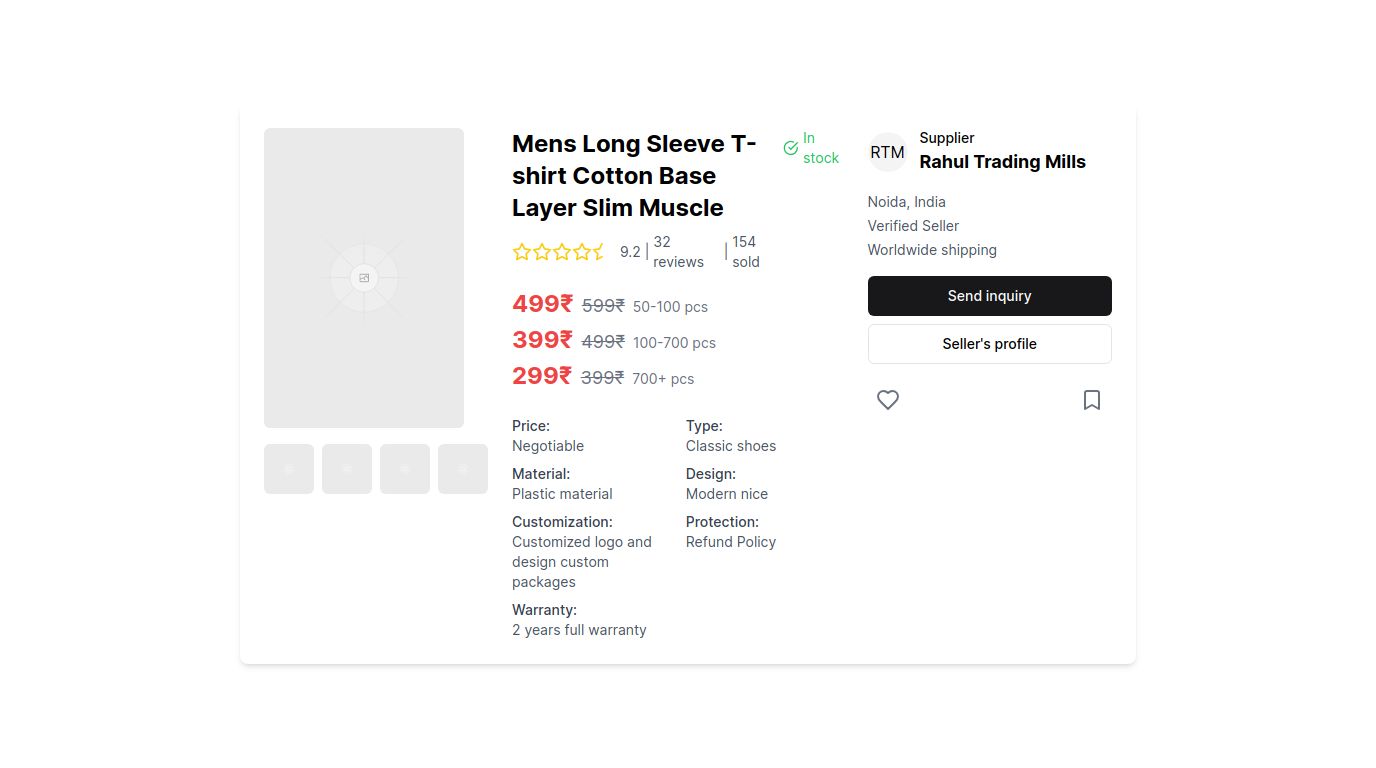 Mens Long Sleeve T-
shirt Cotton Base
Layer Slim Muscle
In
stock
9.2 | 32
reviews | 154
sold
499₹ 599₹ 50-100 pcs
399₹ 499₹ 100-700 pcs
299₹ 399₹ 700+ pcs
Price:
Negotiable
Type:
Classic shoes
Material:
Plastic material
Design:
Modern nice
Customization:
Customized logo and
design custom
packages
Protection:
Refund Policy
Warranty:
2 years full warranty
RTM
Supplier
Rahul Trading Mills
Noida, India
Verified Seller
Worldwide shipping
Send inquiry
Seller's profile